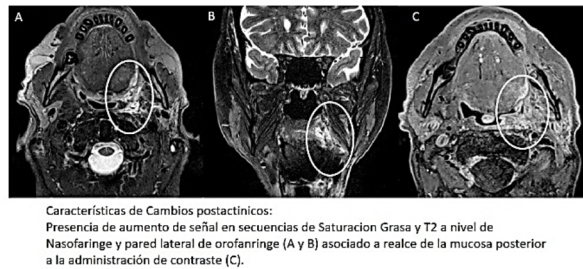 A
B
C
Características de Cambios postactinicos:
Presencia de aumento de señal en secuencias de Saturacion Grasa y T2 a nivel de
Nasofaringe y pared lateral de orofanringe (A y B) asociado a realce de la mucosa posterior
a la administración de contraste (C).